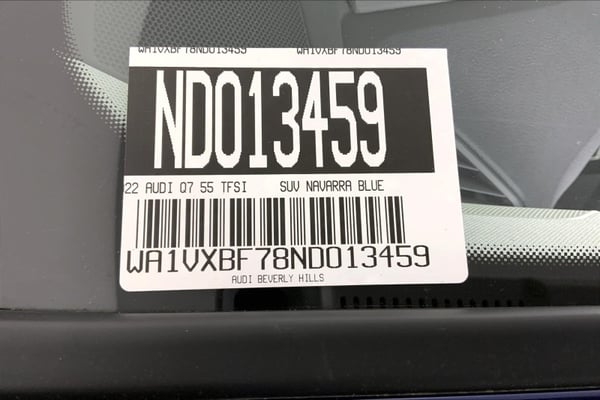 WA1VXBF78ND013459 WA1VXBF78ND013459
ND013459
22 AUDI Q7 55 TFSI SUV NAVARRA BLUE
WA1VXBF78ND013459
AUDI BEVERLY HILLS